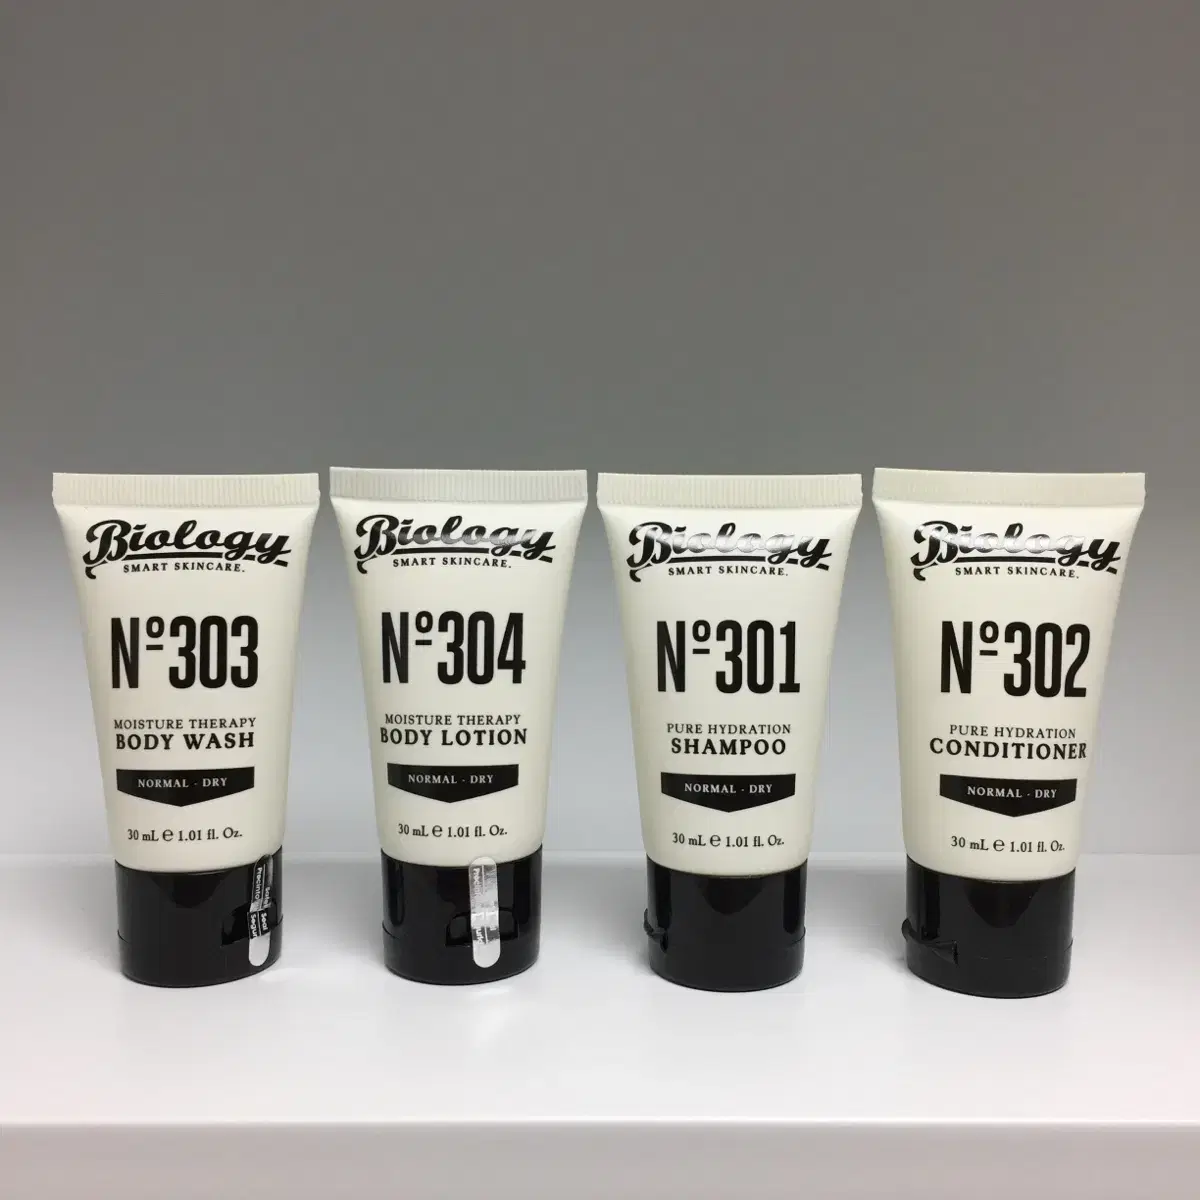 Biology
SMART SKINCARE.
Nº303
MOISTURE THERAPY
BODY WASH
NORMAL - DRY
30 mL e 1.01 fl. Oz.
Biology
SMART SKINCARE.
Nº304
MOISTURE THERAPY
BODY LOTION
NORMAL - DRY
30 mL e 1.01 fl. Oz.
Biology
SMART SKINCARE.
Nº301
PURE HYDRATION
SHAMPOO
NORMAL - DRY
30 mL e 1.01 fl. Oz.
Biology
SMART SKINCARE.
Nº302
PURE HYDRATION
CONDITIONER
NORMAL - DRY
30 mL e 1.01 fl. Oz.
Seal